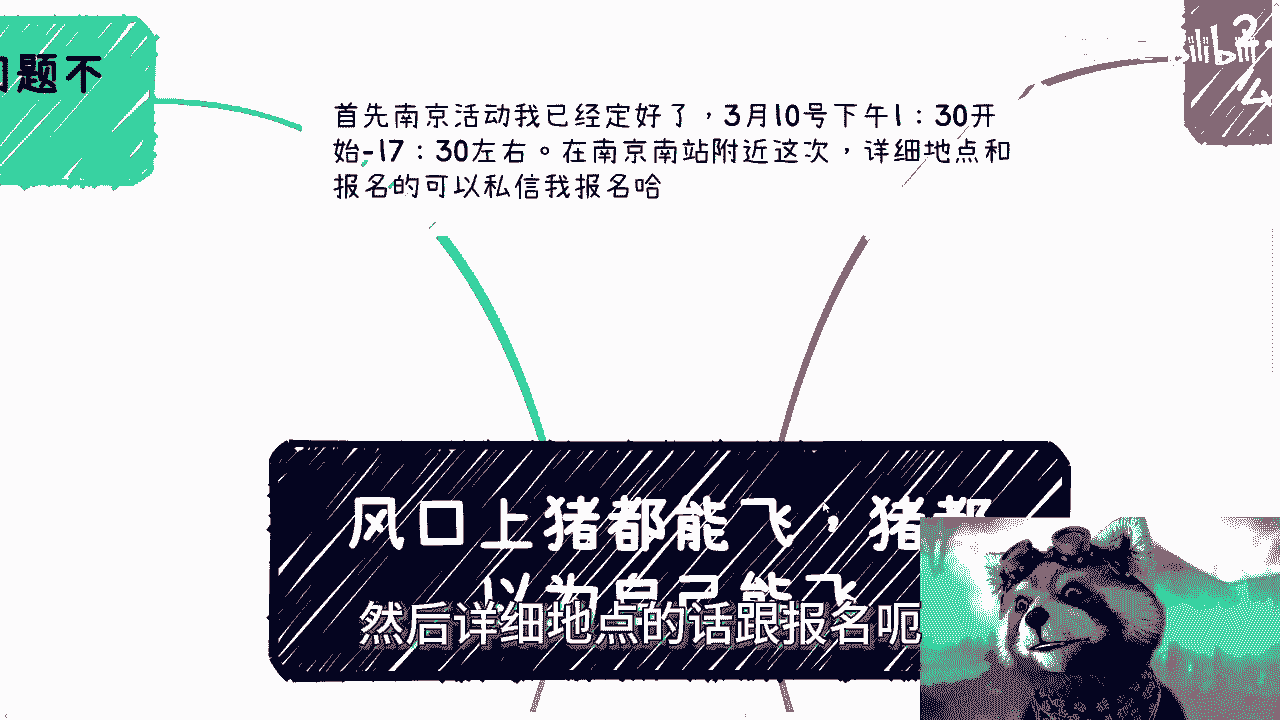 题不
首先南京活动我已经定好了，3月10号下午1：30开
始-17：30左右。在南京南站附近这次，详细地点和
报名的可以私信我报名哈
bilibili
2.
4
风口上猪都能飞，猪都
以为自己能飞
然后详细地点的话跟报名呃